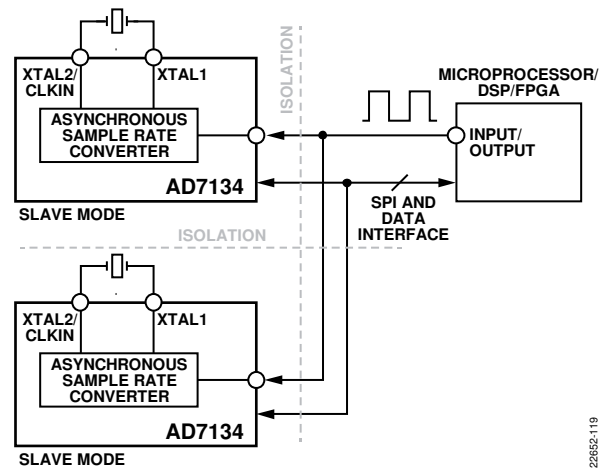 XTAL2/
CLKIN
XTAL1
ASYNCHRONOUS
SAMPLE RATE
CONVERTER
AD7134
SLAVE MODE
ISOLATION
MICROPROCESSOR/
DSP/FPGA
INPUT/
OUTPUT
SPI AND
DATA
INTERFACE
ISOLATION
XTAL2/
CLKIN
XTAL1
ASYNCHRONOUS
SAMPLE RATE
CONVERTER
AD7134
SLAVE MODE
22652-119